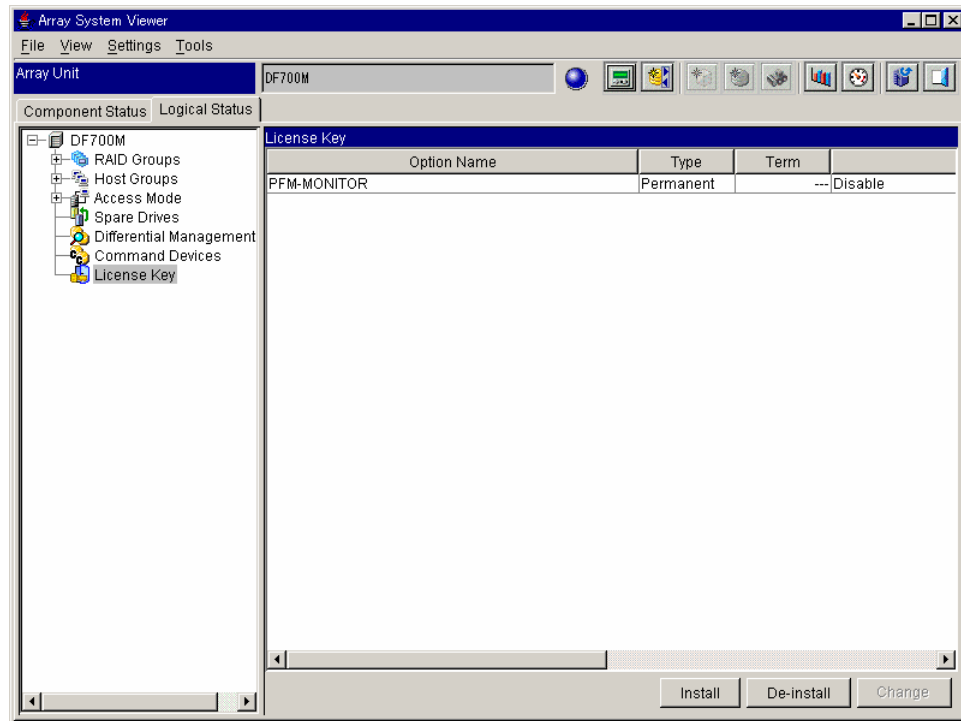 Array System Viewer
File View Settings Tools
Array Unit
DF700M
Component Status
Logical Status
DF700M
RAID Groups
Host Groups
Access Mode
Spare Drives
Differential Management
Command Devices
License Key
License Key
Option Name Type Term
PFM-MONITOR Permanent --- Disable
Install De-install Change